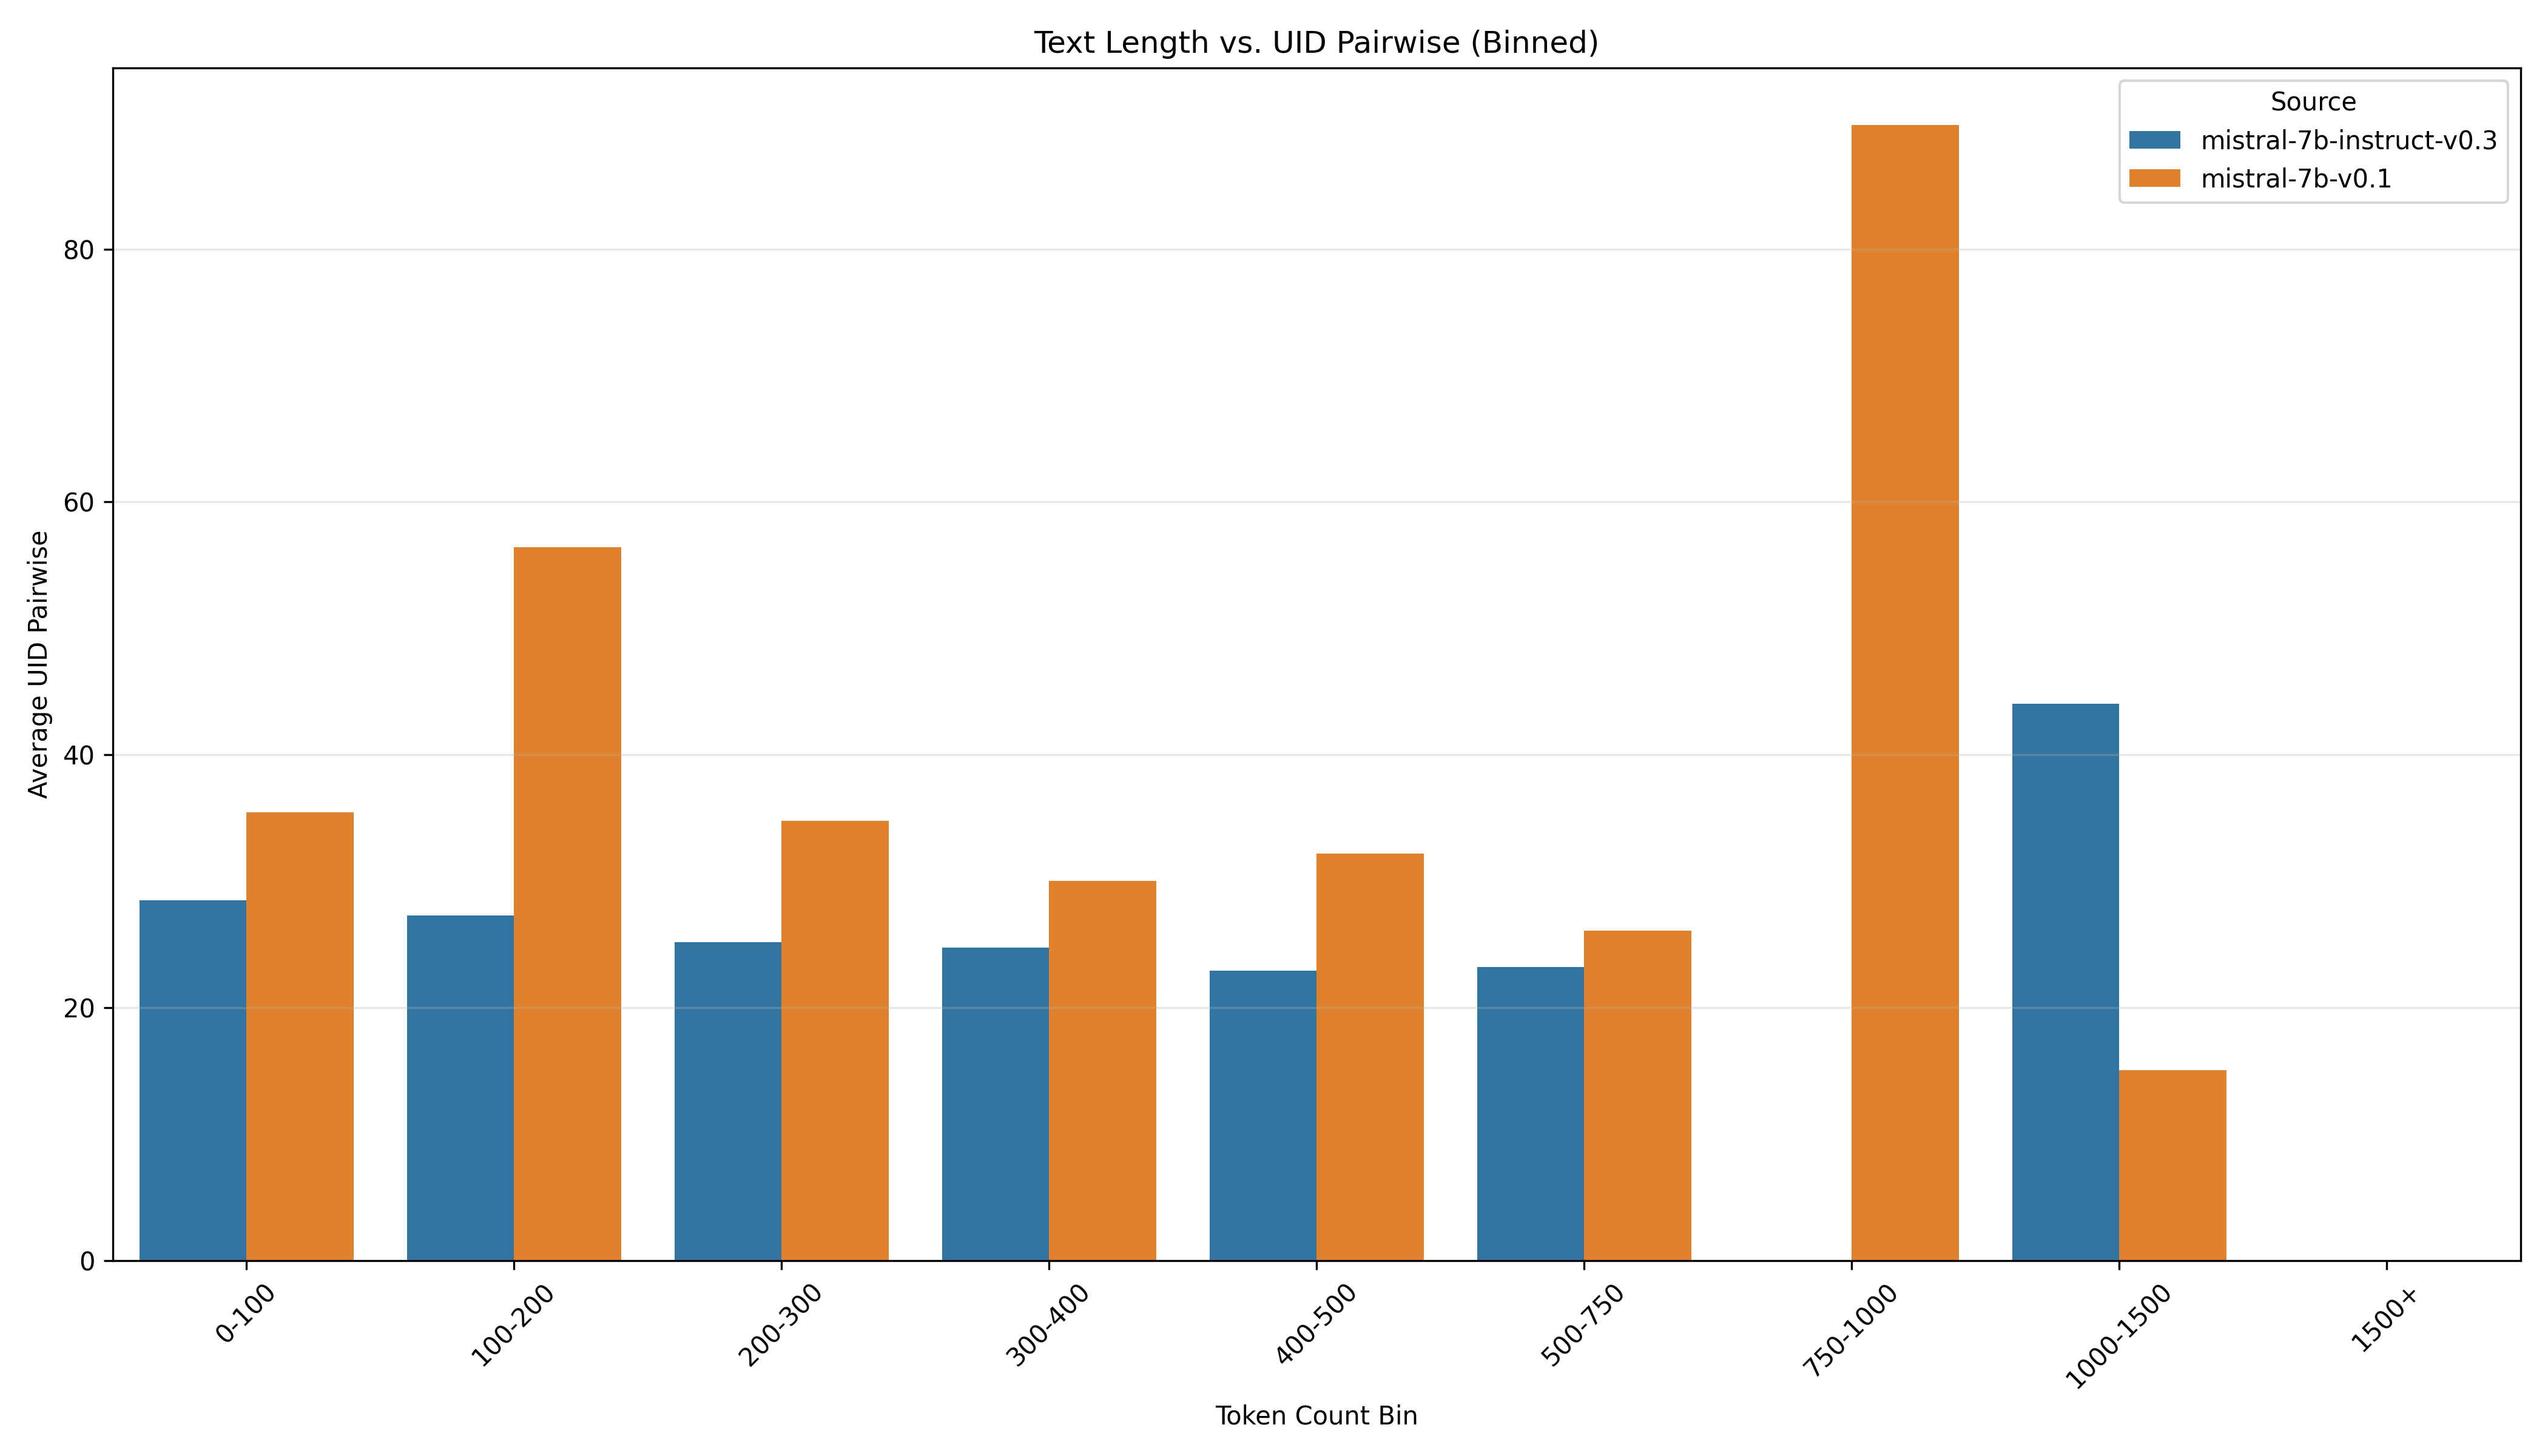 Text Length vs. UID Pairwise (Binned)
Source
mistral-7b-instruct-v0.3
mistral-7b-v0.1
Average UID Pairwise
80
60
40
20
0
0-100
100-200
200-300
300-400
400-500
500-750
750-1000
1000-1500
1500+
Token Count Bin